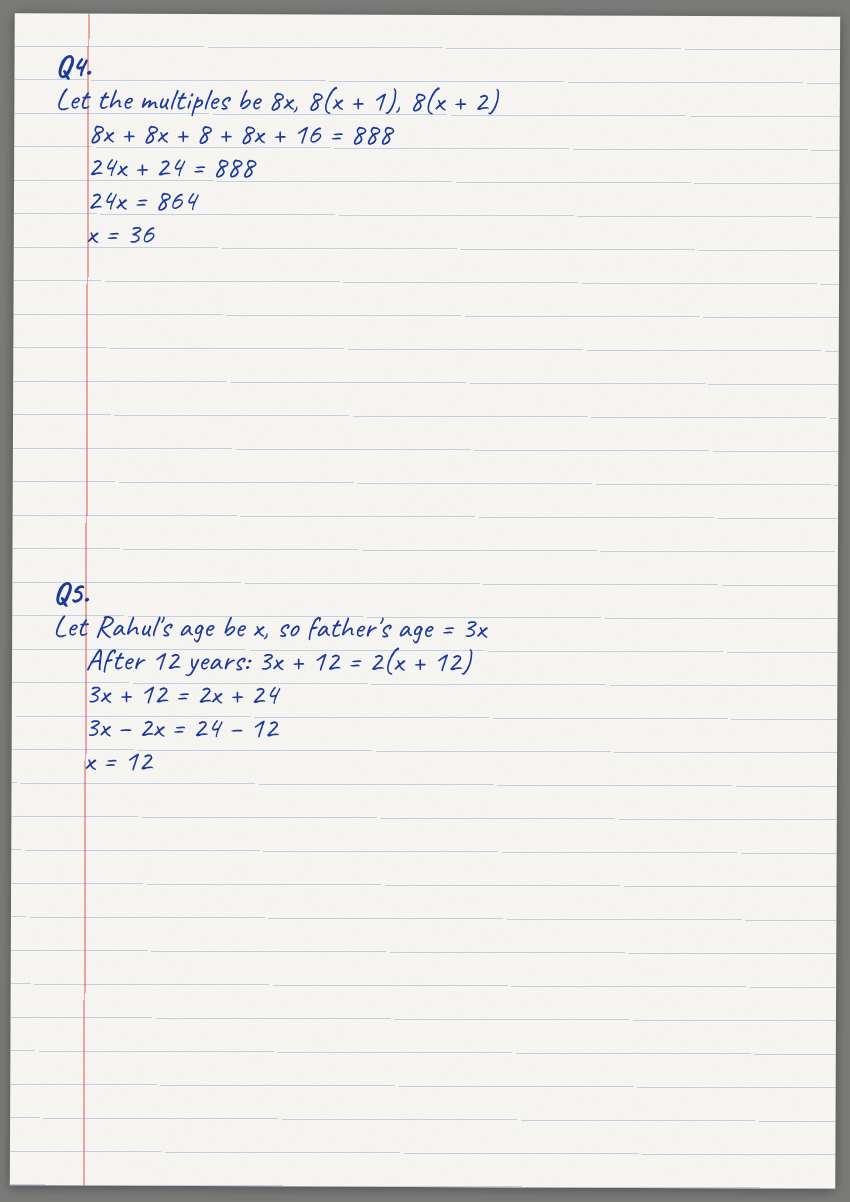 Q4.
Let the multiples be 8x, 8(x + 1), 8(x + 2)
8x + 8x + 8 + 8x + 16 = 888
24x + 24 = 888
24x = 864
x = 36
Q5.
Let Rahul's age be x, so father's age = 3x
After 12 years: 3x + 12 = 2(x + 12)
3x + 12 = 2x + 24
3x − 2x = 24 − 12
x = 12